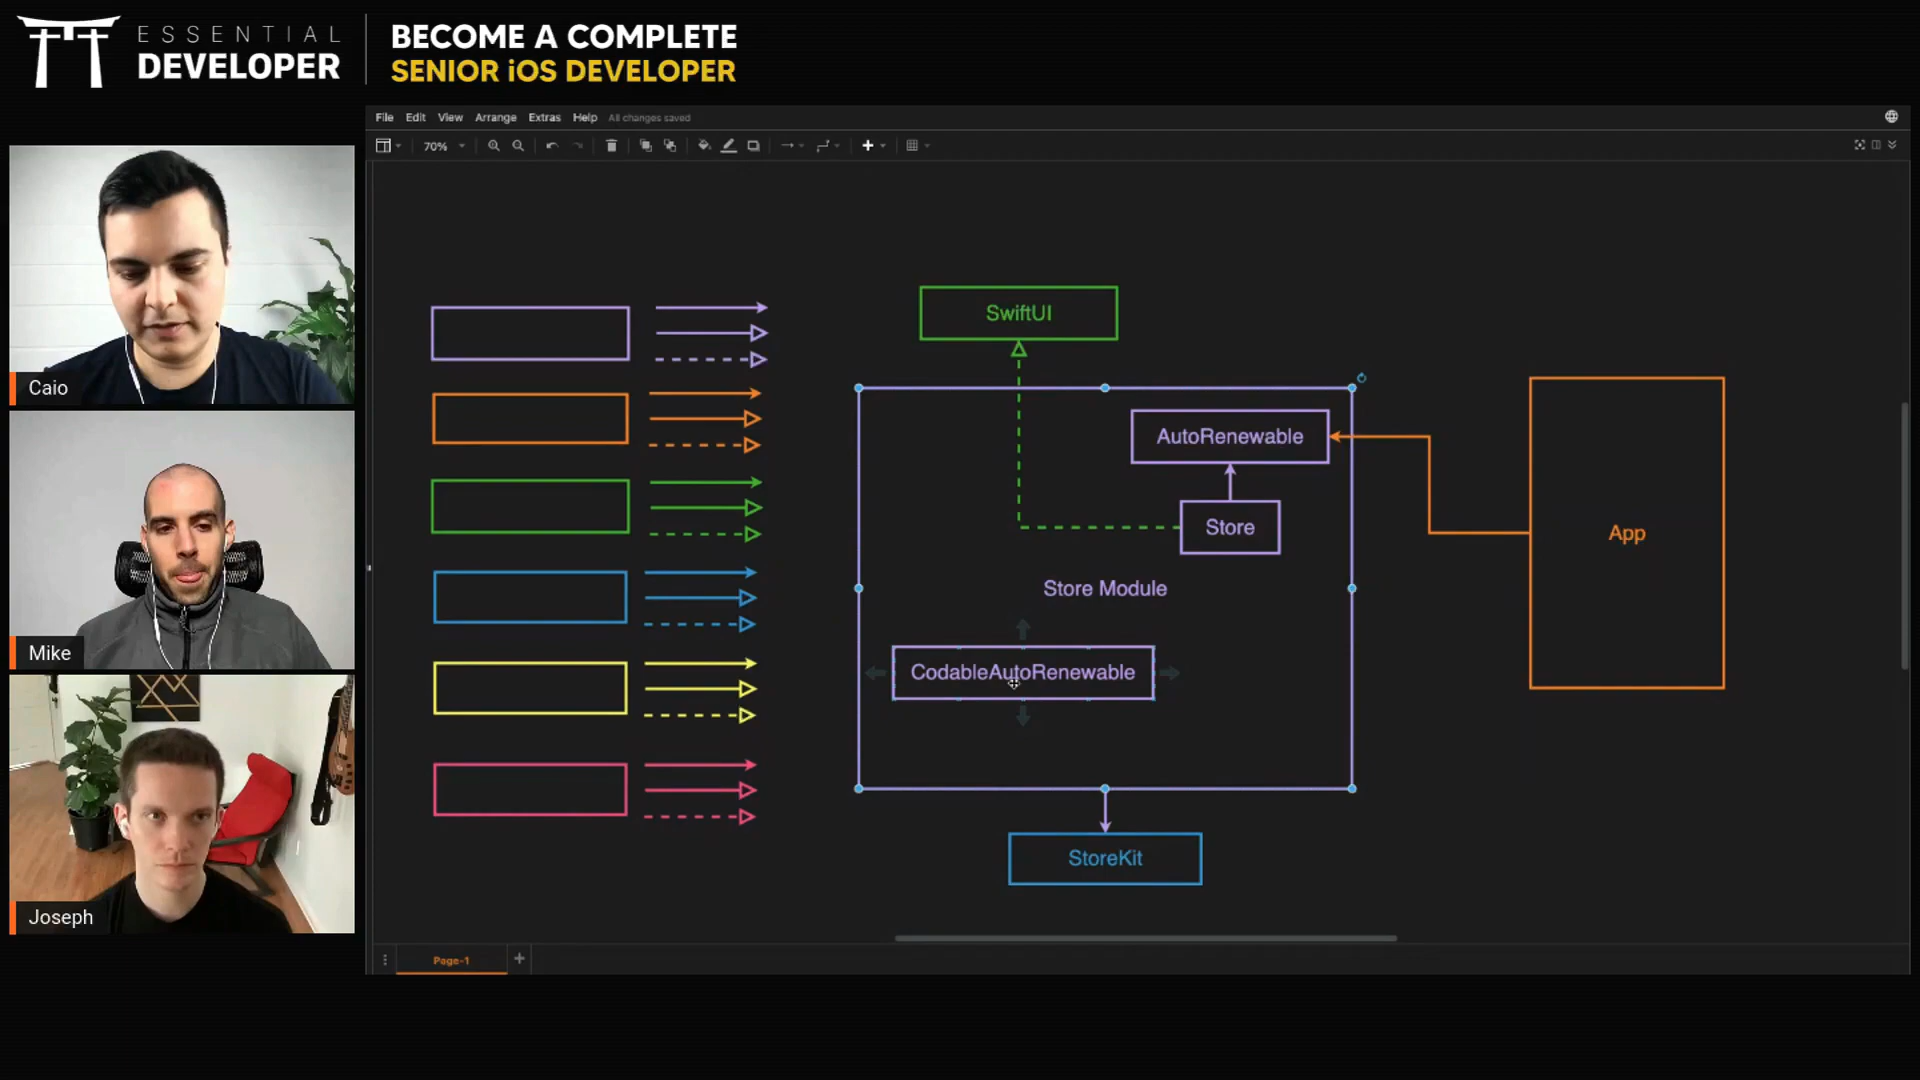 ESSENTIAL
DEVELOPER
BECOME A COMPLETE
SENIOR iOS DEVELOPER
File Edit View Arrange Extras Help All changes saved
70%
Caio
Mike
Joseph
SwiftUI
AutoRenewable
Store
Store Module
CodableAutoRenewable
StoreKit
App
Page-1